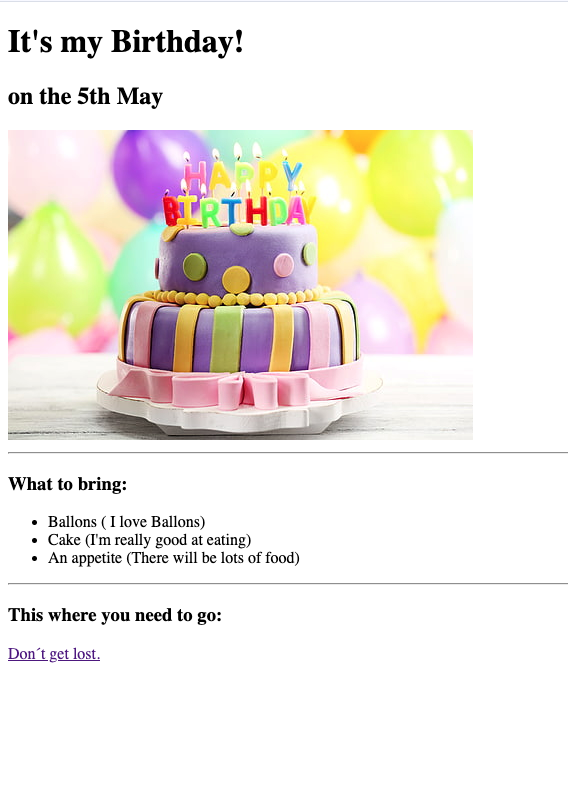 It's my Birthday!
on the 5th May
HAPPY
BIRTHDAY
What to bring:
Ballons ( I love Ballons)
Cake (I'm really good at eating)
An appetite (There will be lots of food)
This where you need to go:
Don´t get lost.